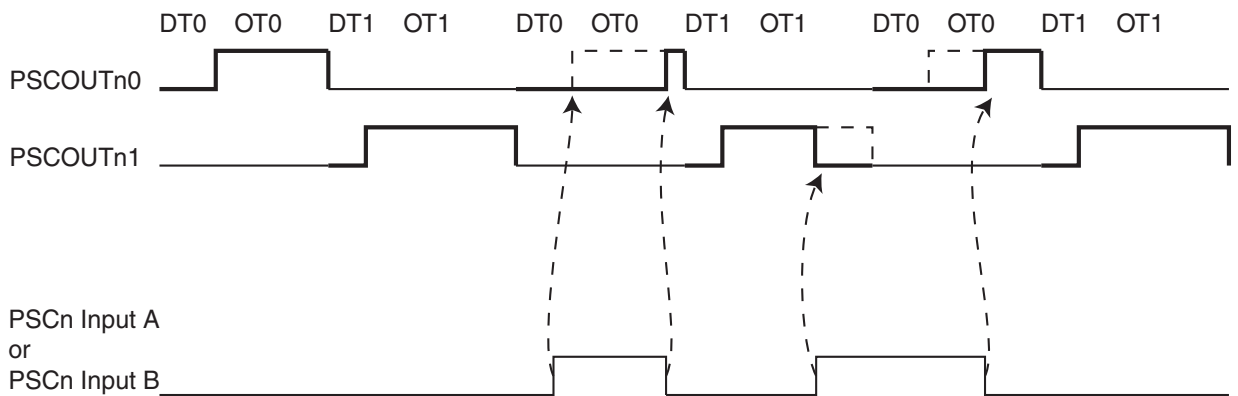 DT0 OT0 DT1 OT1 DT0 OT0 DT1 OT1 DT0 OT0 DT1 OT1
PSCOUTn0
PSCOUTn1
PSCn Input A
or
PSCn Input B